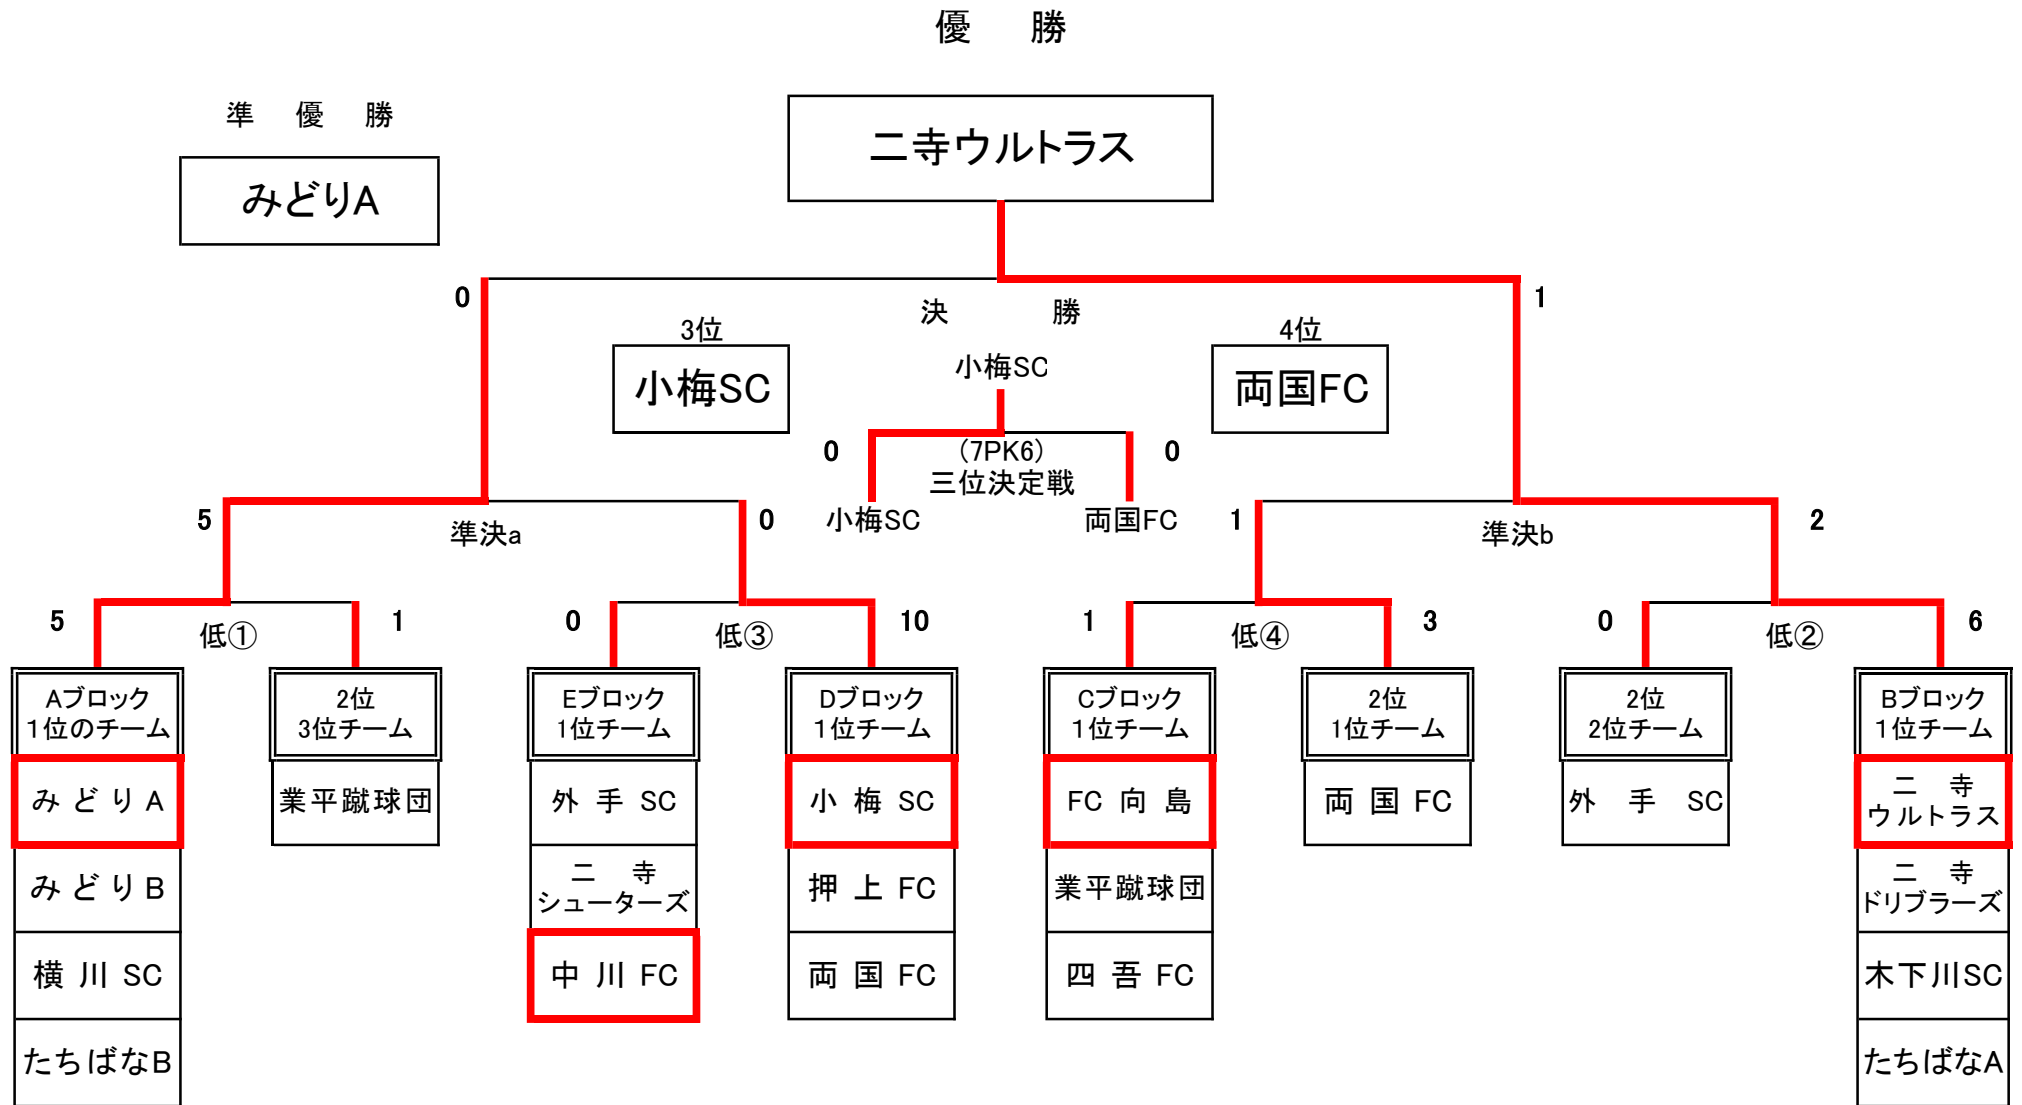 優 勝
準 優 勝
二寺ウルトラス
みどりA
0
1
決 勝
3位
4位
小梅SC
小梅SC
両国FC
0
(7PK6)
0
三位決定戦
5
準決a
0
小梅SC
両国FC
1
準決b
2
5
低①
1
0
低③
10
1
低④
3
0
低②
6
Aブロック
1位のチーム
2位
3位チーム
Eブロック
1位チーム
Dブロック
1位チーム
Cブロック
1位チーム
2位
1位チーム
2位
2位チーム
Bブロック
1位チーム
みどりA
業平蹴球団
外手SC
小梅SC
FC向島
両国FC
外手SC
二寺
ウルトラス
みどりB
二寺
シューターズ
押上FC
業平蹴球団
二寺
ドリブラーズ
横川SC
中川FC
両国FC
四吾FC
木下川SC
たちばなB
たちばなA